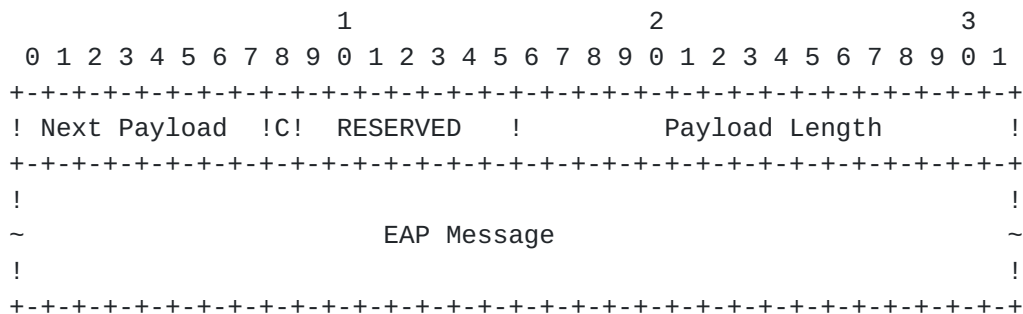 1                   2                   3
 0 1 2 3 4 5 6 7 8 9 0 1 2 3 4 5 6 7 8 9 0 1 2 3 4 5 6 7 8 9 0 1
+-+-+-+-+-+-+-+-+-+-+-+-+-+-+-+-+-+-+-+-+-+-+-+-+-+-+-+-+-+-+-+-+
! Next Payload  !C!  RESERVED   !         Payload Length        !
+-+-+-+-+-+-+-+-+-+-+-+-+-+-+-+-+-+-+-+-+-+-+-+-+-+-+-+-+-+-+-+-+
!                                                               !
~                       EAP Message                             ~
!                                                               !
+-+-+-+-+-+-+-+-+-+-+-+-+-+-+-+-+-+-+-+-+-+-+-+-+-+-+-+-+-+-+-+-+